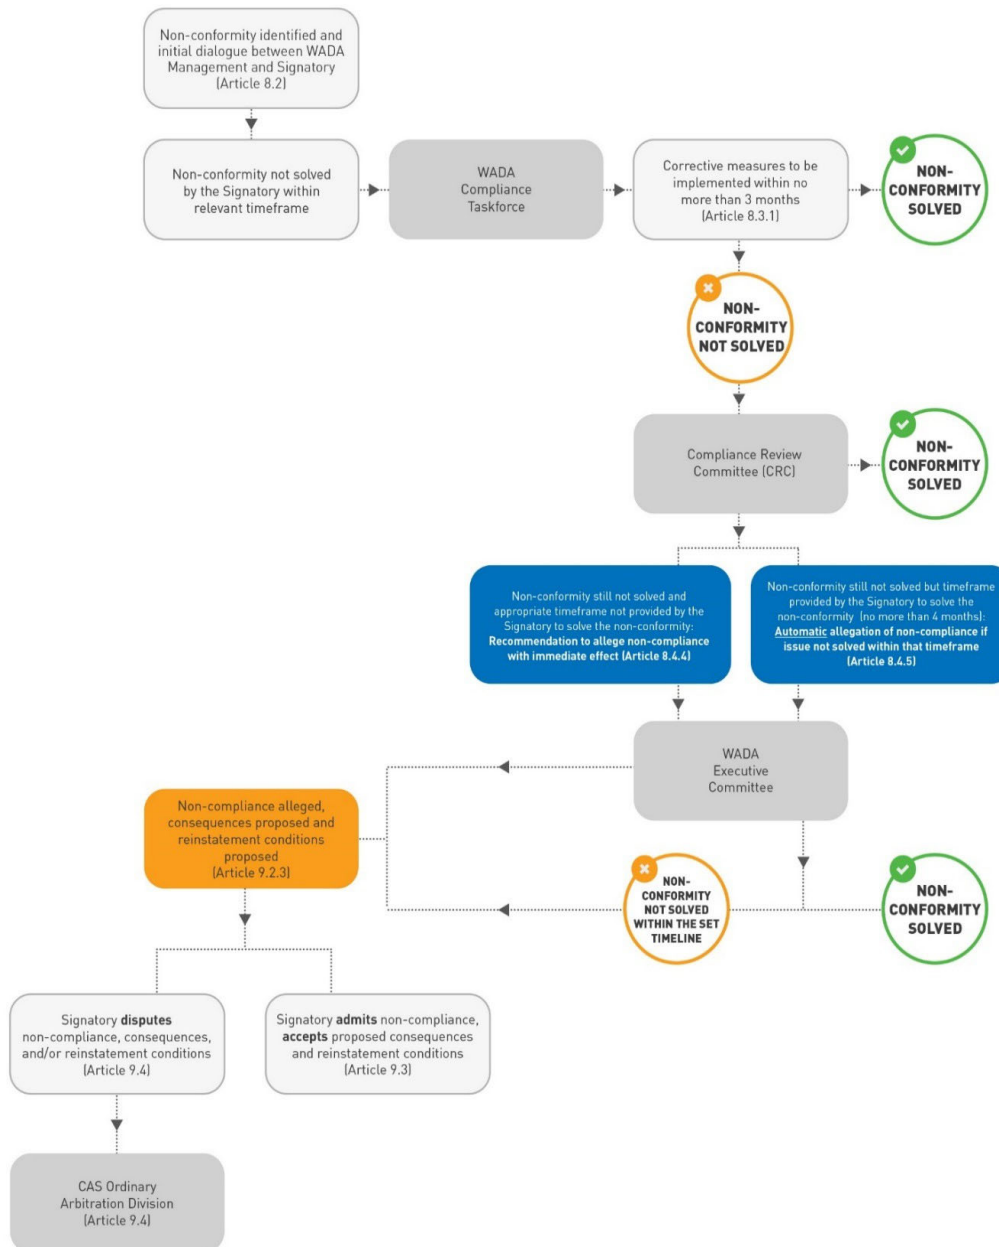 Non-conformity identified and
initial dialogue between WADA
Management and Signatory
(Article 8.2)
Non-conformity not solved
by the Signatory within
relevant timeframe
WADA
Compliance
Taskforce
Corrective measures to be
implemented within no
more than 3 months
(Article 8.3.1)
NON-
CONFORMITY
SOLVED
NON-
CONFORMITY
NOT SOLVED
Compliance Review
Committee (CRC)
NON-
CONFORMITY
SOLVED
Non-conformity still not solved and
appropriate timeframe not provided by the
Signatory to solve the non-conformity:
Recommendation to allege non-compliance
with immediate effect (Article 8.4.4)
Non-conformity still not solved but timeframe
provided by the Signatory to solve the
non-conformity (no more than 4 months):
Automatic allegation of non-compliance if
issue not solved within that timeframe
(Article 8.4.5)
WADA
Executive
Committee
Non-compliance alleged,
consequences proposed and
reinstatement conditions
proposed
(Article 9.2.3)
NON-
CONFORMITY
NOT SOLVED
WITHIN THE SET
TIMELINE
NON-
CONFORMITY
SOLVED
Signatory disputes
non-compliance, consequences,
and/or reinstatement conditions
(Article 9.4)
Signatory admits non-compliance,
accepts proposed consequences
and reinstatement conditions
(Article 9.3)
CAS Ordinary
Arbitration Division
(Article 9.4)